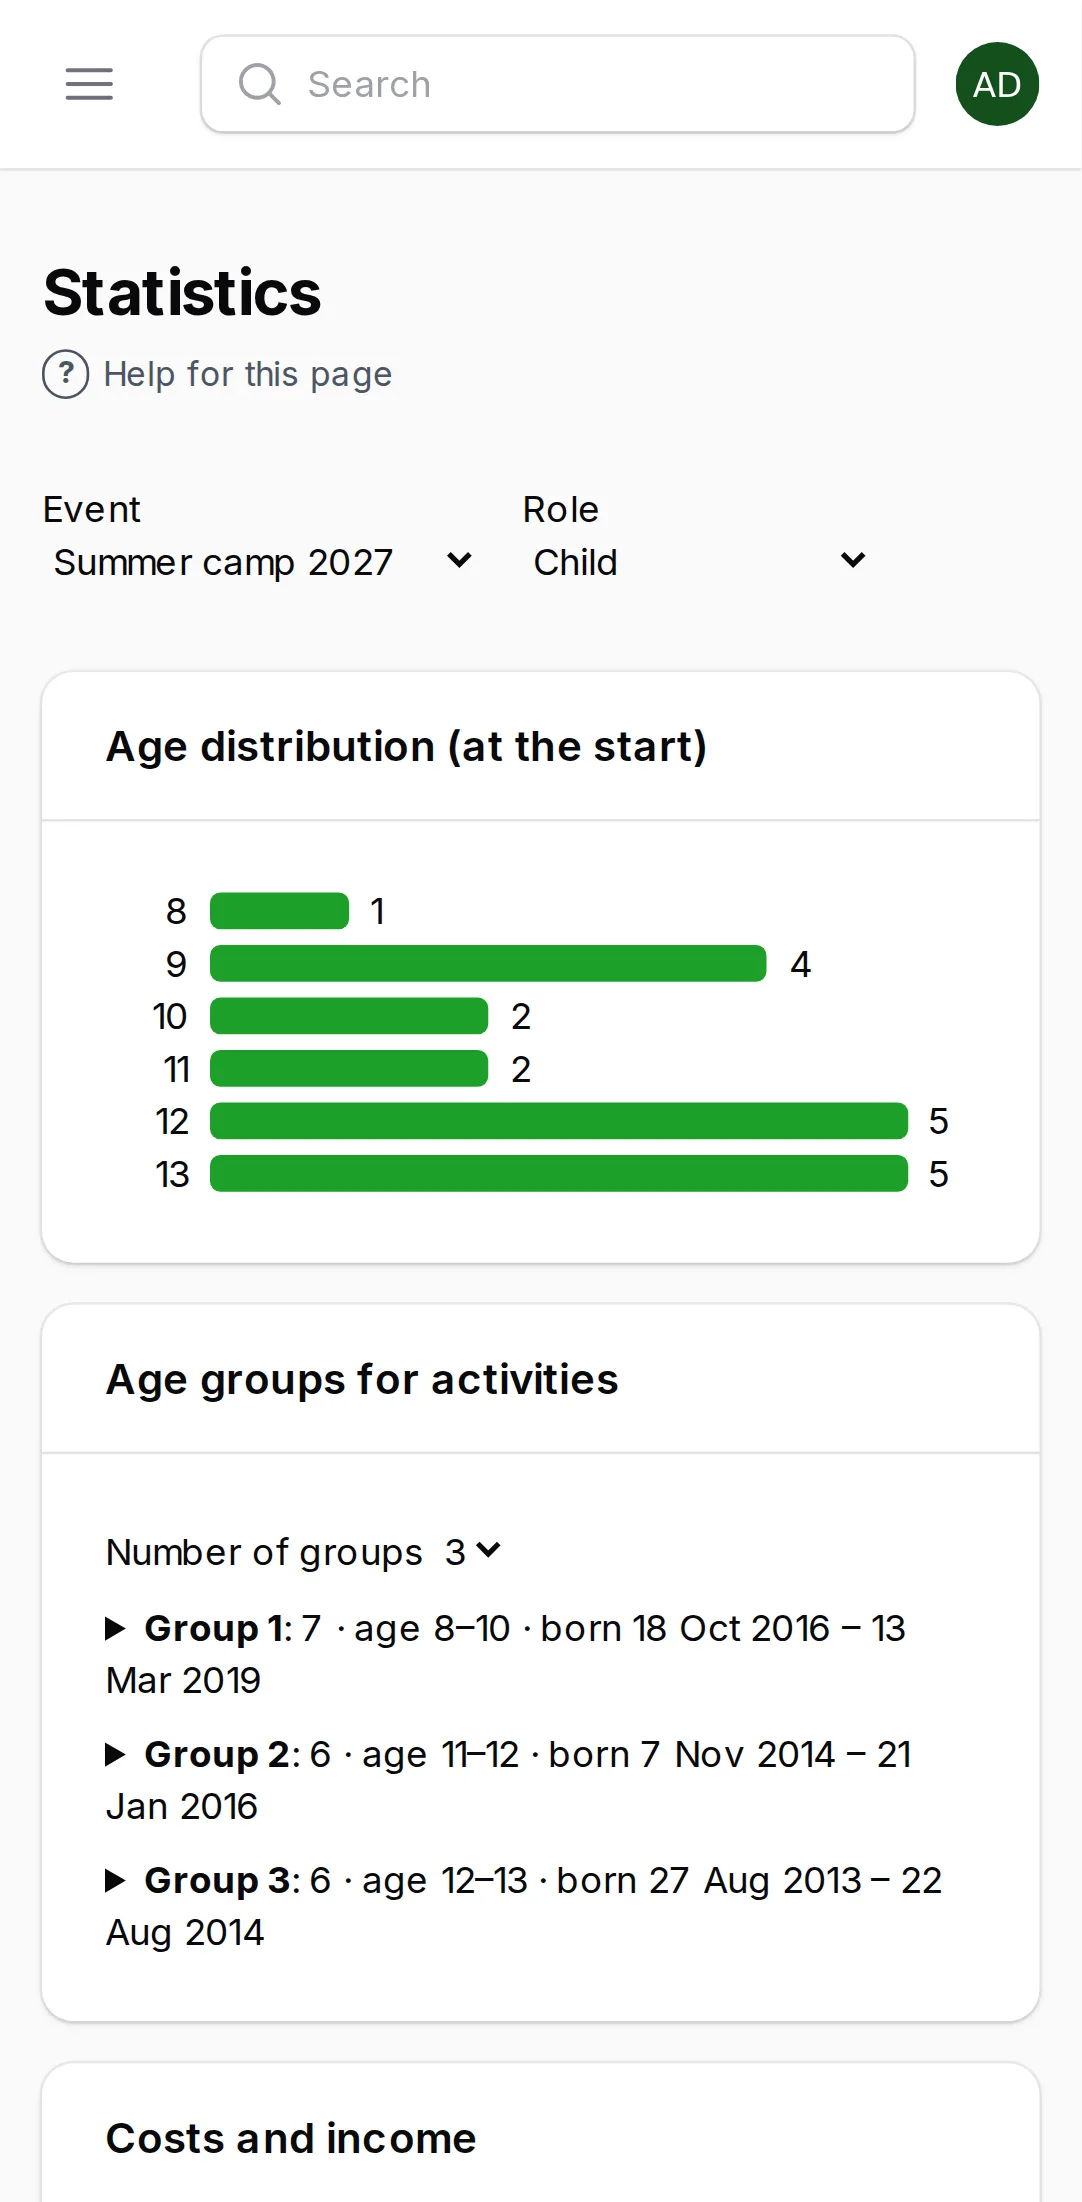 Search
AD
Statistics
? Help for this page
Event
Role
Summer camp 2027
Child
Age distribution (at the start)
8 1
9 4
10 2
11 2
12 5
13 5
Age groups for activities
Number of groups 3
Group 1: 7 · age 8–10 · born 18 Oct 2016 – 13
Mar 2019
Group 2: 6 · age 11–12 · born 7 Nov 2014 – 21
Jan 2016
Group 3: 6 · age 12–13 · born 27 Aug 2013 – 22
Aug 2014
Costs and income